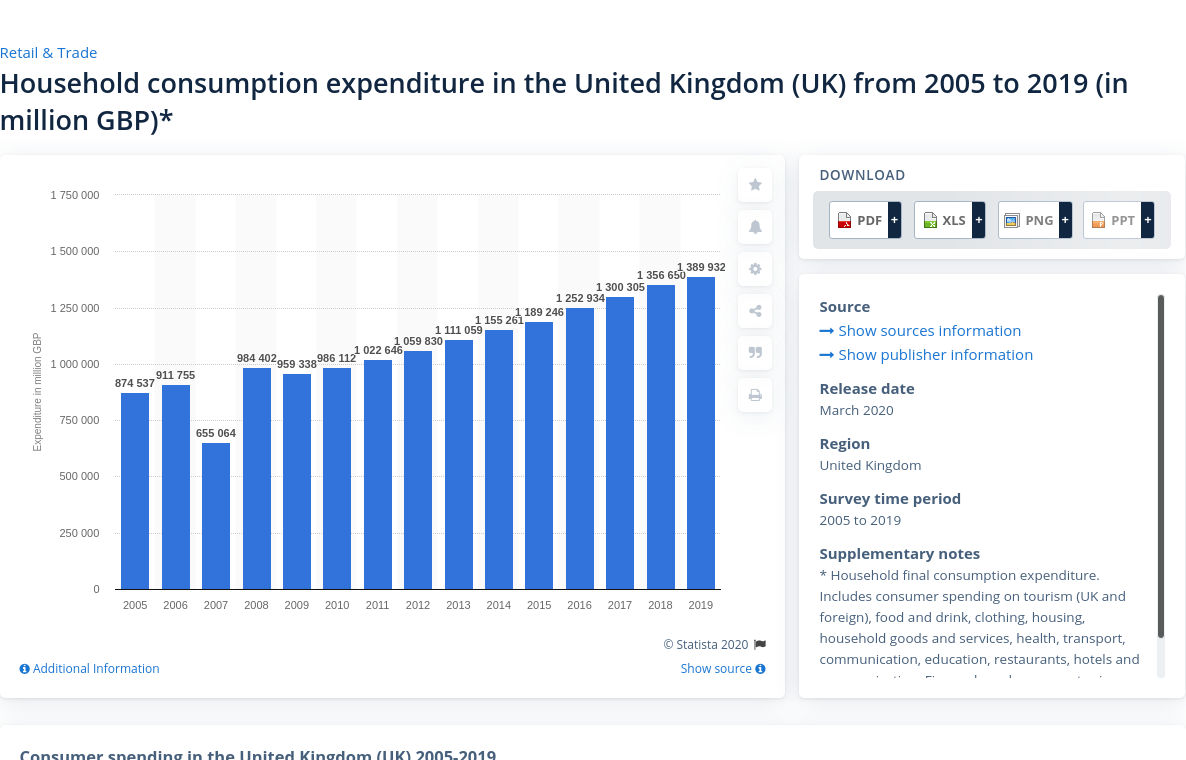 Retail & Trade
Household consumption expenditure in the United Kingdom (UK) from 2005 to 2019 (in
million GBP)*
1 750 000
1 500 000
1 250 000
1 000 000
750 000
500 000
250 000
0
Expenditure in million GBP
874 537
911 755
655 064
984 402
959 338
986 112
1 022 646
1 059 830
1 111 059
1 155 261
1 189 246
1 252 934
1 300 305
1 356 650
1 389 932
2005 2006 2007 2008 2009 2010 2011 2012 2013 2014 2015 2016 2017 2018 2019
© Statista 2020
Additional Information
Show source
DOWNLOAD
PDF + XLS + PNG + PPT +
Source
Show sources information
Show publisher information
Release date
March 2020
Region
United Kingdom
Survey time period
2005 to 2019
Supplementary notes
* Household final consumption expenditure.
Includes consumer spending on tourism (UK and
foreign), food and drink, clothing, housing,
household goods and services, health, transport,
communication, education, restaurants, hotels and
Consumer spending in the United Kingdom (UK) 2005-2019